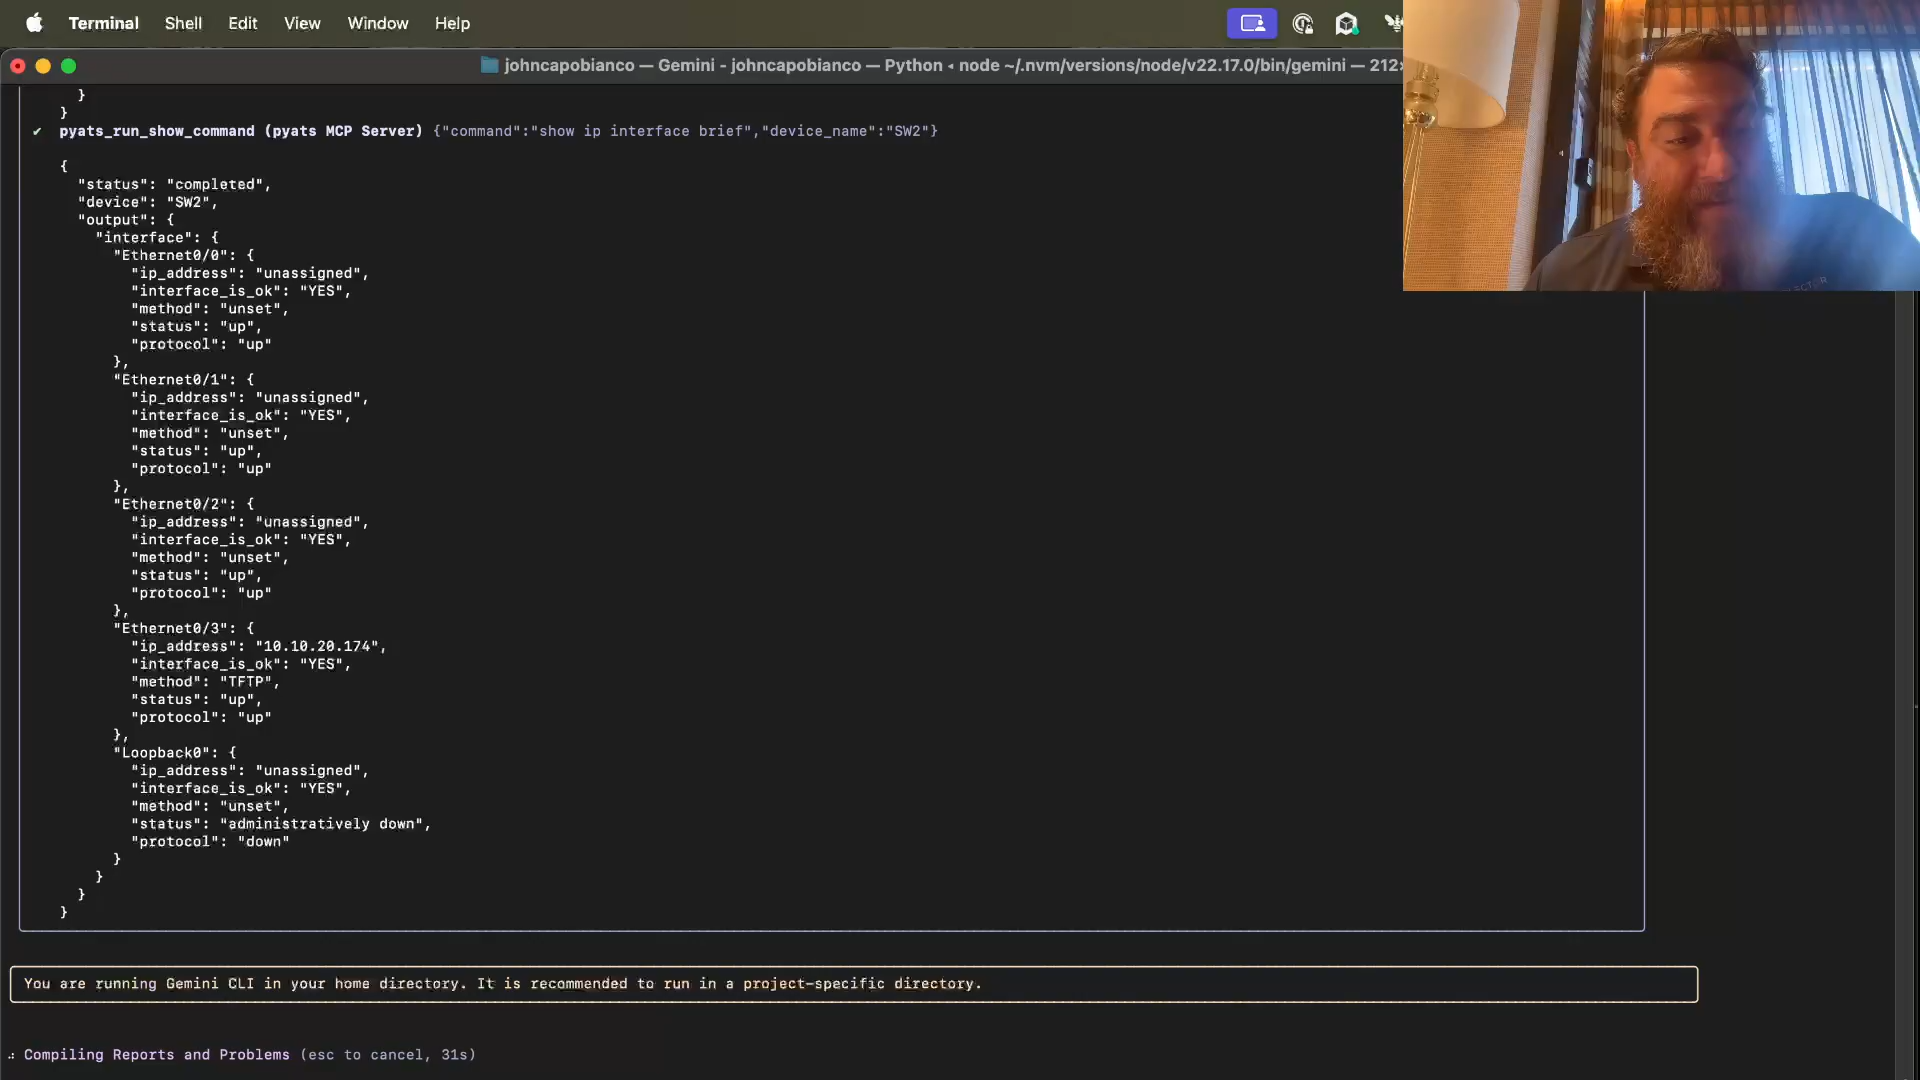 Terminal Shell Edit View Window Help
johncapobianco — Gemini - johncapobianco — Python ◂ node ~/.nvm/versions/node/v22.17.0/bin/gemini — 212
}
}
✔ pyats_run_show_command (pyats MCP Server) {"command":"show ip interface brief","device_name":"SW2"}
{
"status": "completed",
"device": "SW2",
"output": {
"interface": {
"Ethernet0/0": {
"ip_address": "unassigned",
"interface_is_ok": "YES",
"method": "unset",
"status": "up",
"protocol": "up"
},
"Ethernet0/1": {
"ip_address": "unassigned",
"interface_is_ok": "YES",
"method": "unset",
"status": "up",
"protocol": "up"
},
"Ethernet0/2": {
"ip_address": "unassigned",
"interface_is_ok": "YES",
"method": "unset",
"status": "up",
"protocol": "up"
},
"Ethernet0/3": {
"ip_address": "10.10.20.174",
"interface_is_ok": "YES",
"method": "TFTP",
"status": "up",
"protocol": "up"
},
"Loopback0": {
"ip_address": "unassigned",
"interface_is_ok": "YES",
"method": "unset",
"status": "administratively down",
"protocol": "down"
}
}
}
}
You are running Gemini CLI in your home directory. It is recommended to run in a project-specific directory.
Compiling Reports and Problems (esc to cancel, 31s)